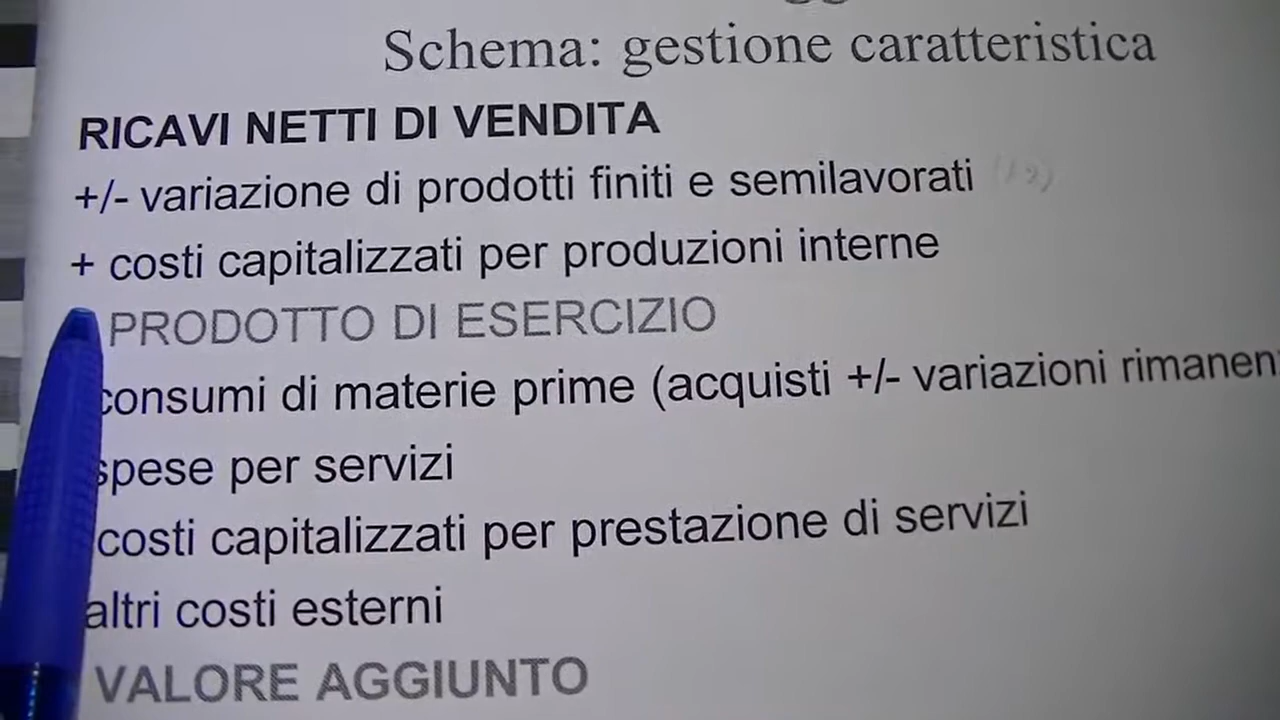 Schema: gestione caratteristica
RICAVI NETTI DI VENDITA
+/- variazione di prodotti finiti e semilavorati
+ costi capitalizzati per produzioni interne
PRODOTTO DI ESERCIZIO
consumi di materie prime (acquisti +/- variazioni rimanen
spese per servizi
costi capitalizzati per prestazione di servizi
altri costi esterni
VALORE AGGIUNTO